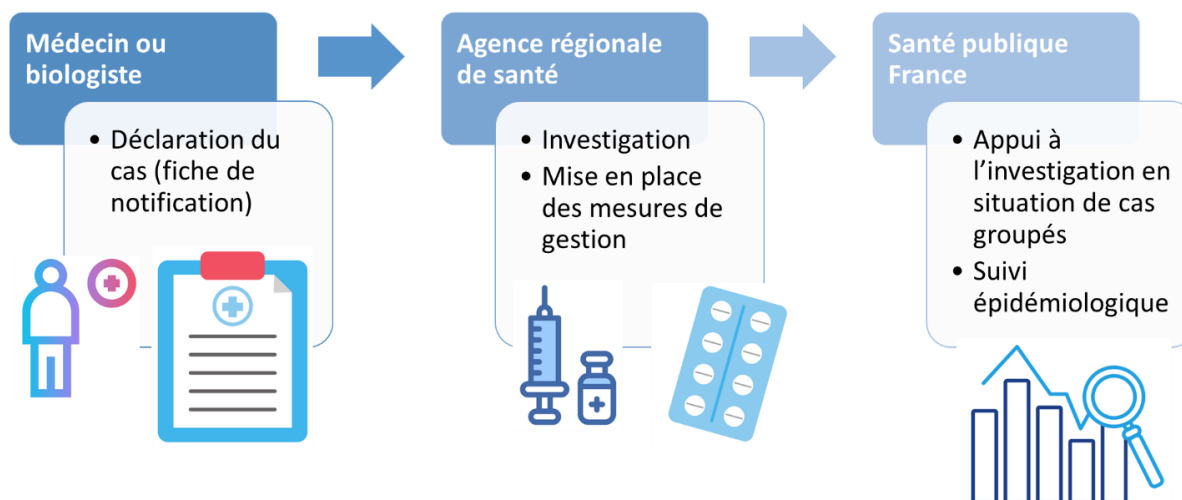 Médecin ou
biologiste
• Déclaration du
cas (fiche de
notification)
Agence régionale
de santé
• Investigation
• Mise en place
des mesures de
gestion
Santé publique
France
• Appui à
l’investigation en
situation de cas
groupés
• Suivi
épidémiologique